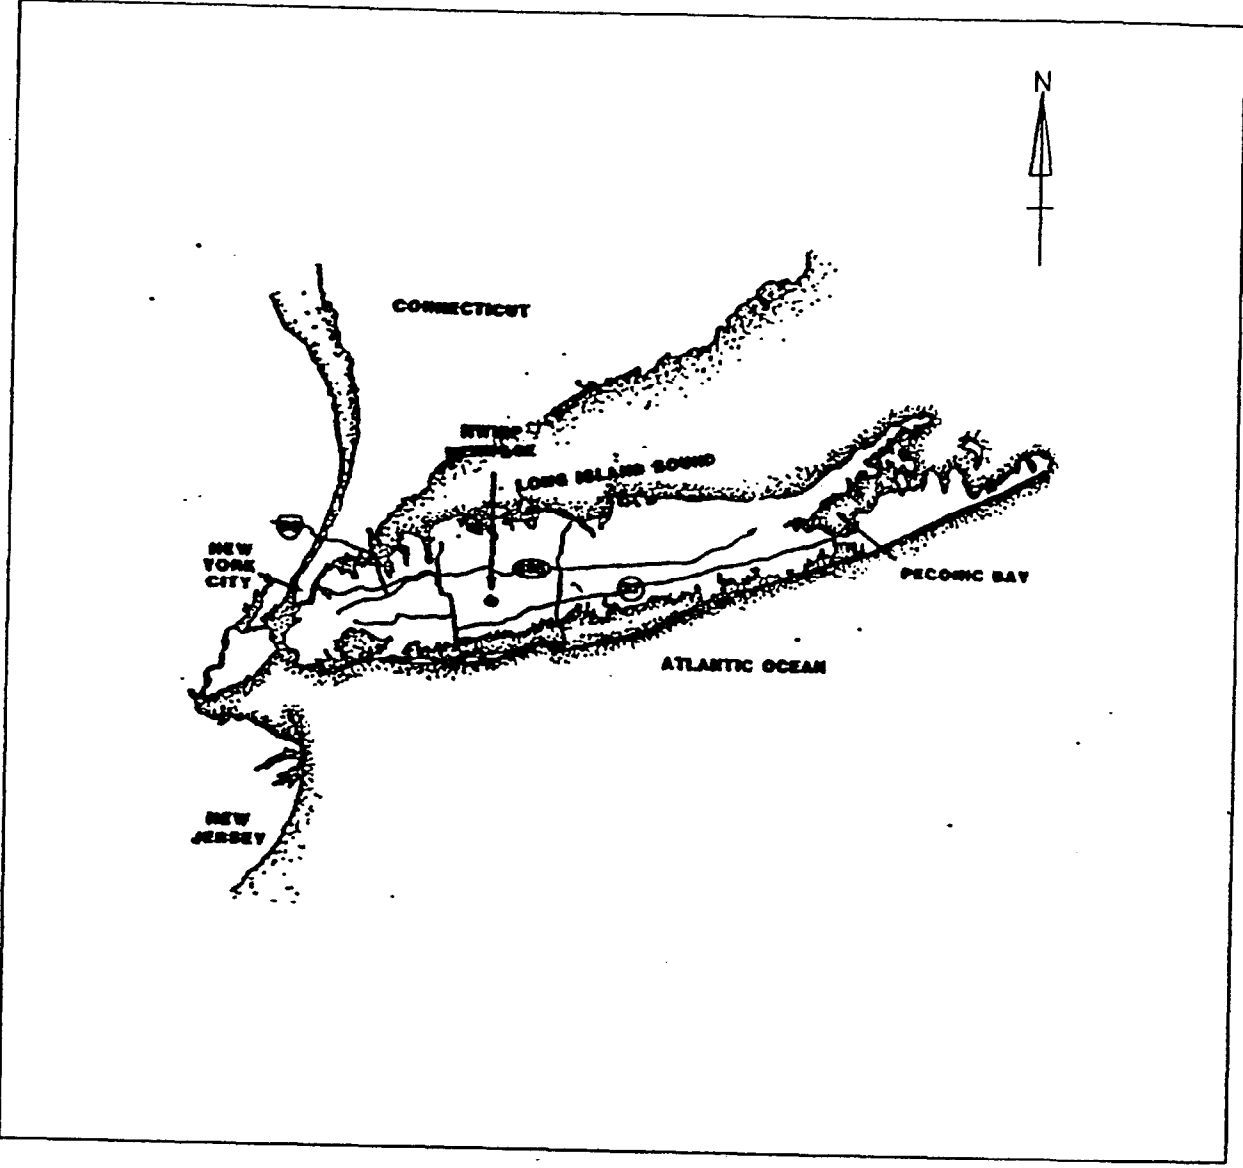 N
CONNECTICUT
LONG ISLAND SOUND
NEW
YORK
CITY
PECONIC BAY
ATLANTIC OCEAN
NEW
JERSEY